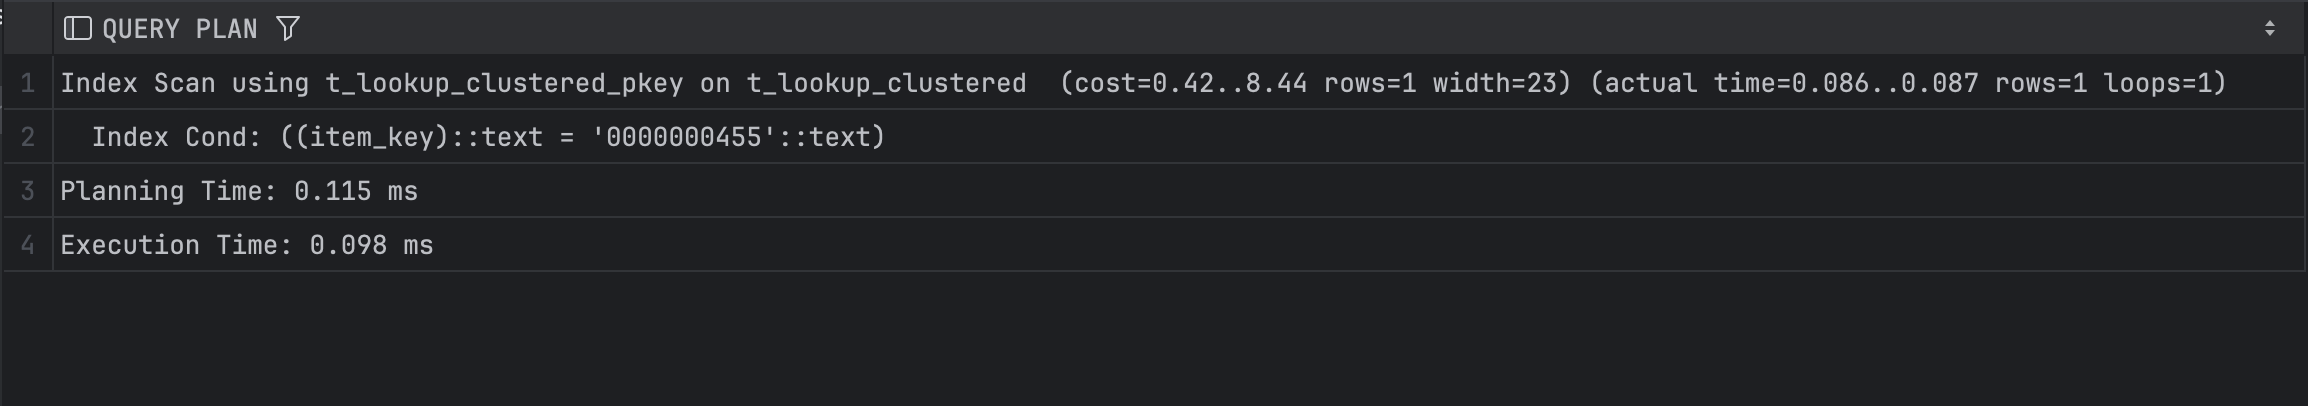 QUERY PLAN
1 Index Scan using t_lookup_clustered_pkey on t_lookup_clustered  (cost=0.42..8.44 rows=1 width=23) (actual time=0.086..0.087 rows=1 loops=1)
2   Index Cond: ((item_key)::text = '0000000455'::text)
3 Planning Time: 0.115 ms
4 Execution Time: 0.098 ms